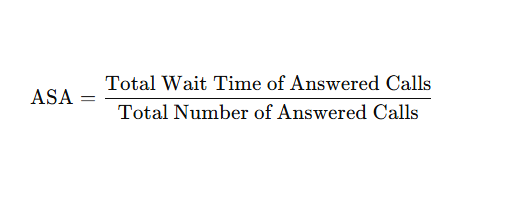 ASA = Total Wait Time of Answered Calls
Total Number of Answered Calls